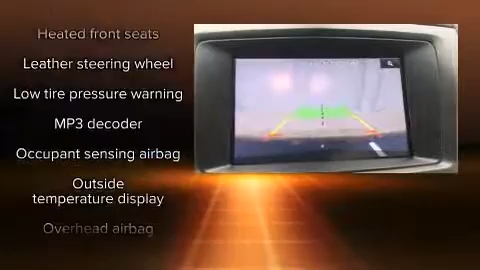 Heated front seats
Leather steering wheel
Low tire pressure warning
MP3 decoder
Occupant sensing airbag
Outside
temperature display
Overhead airbag